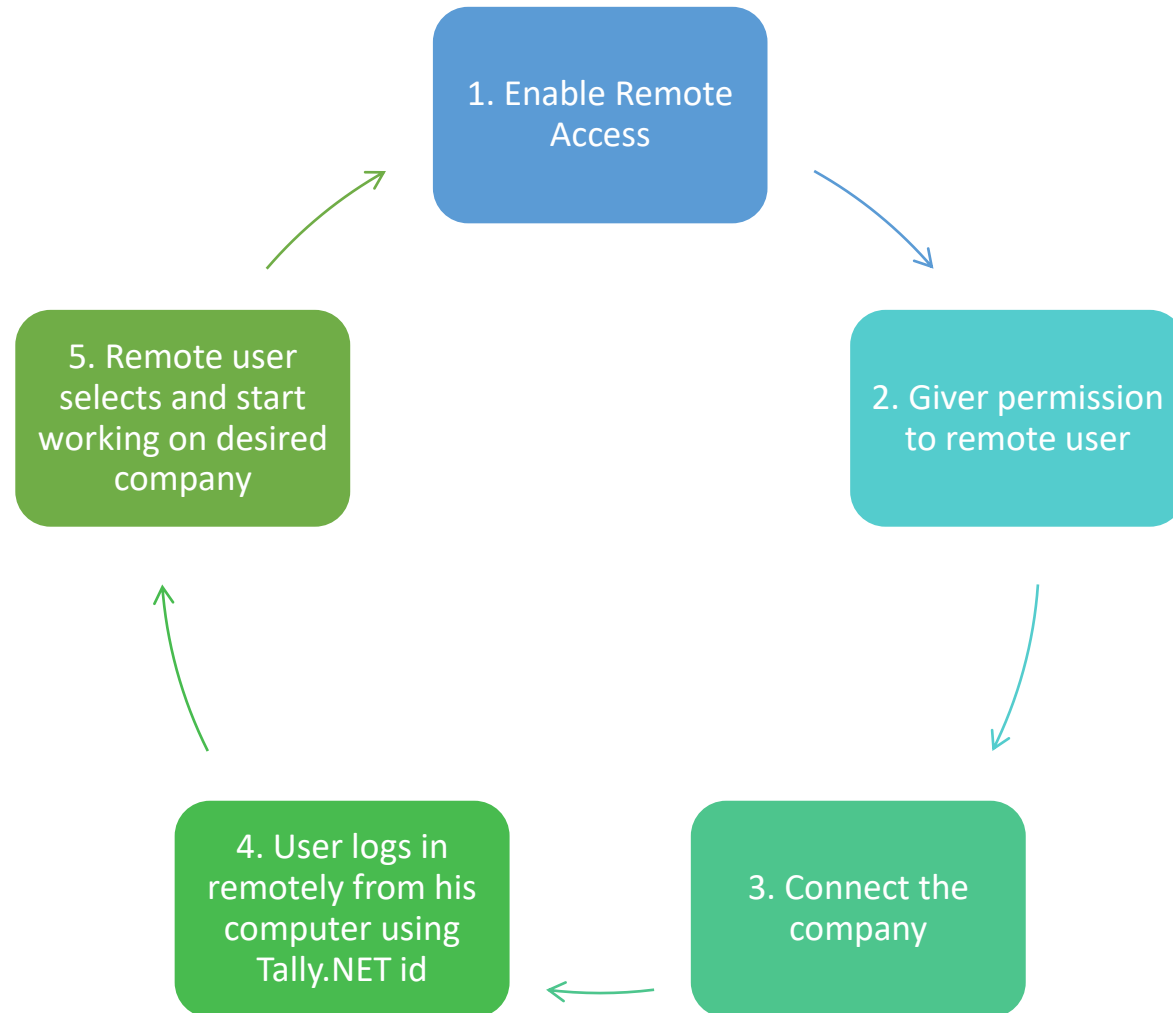 1. Enable Remote
Access
2. Giver permission
to remote user
3. Connect the
company
4. User logs in
remotely from his
computer using
Tally.NET id
5. Remote user
selects and start
working on desired
company